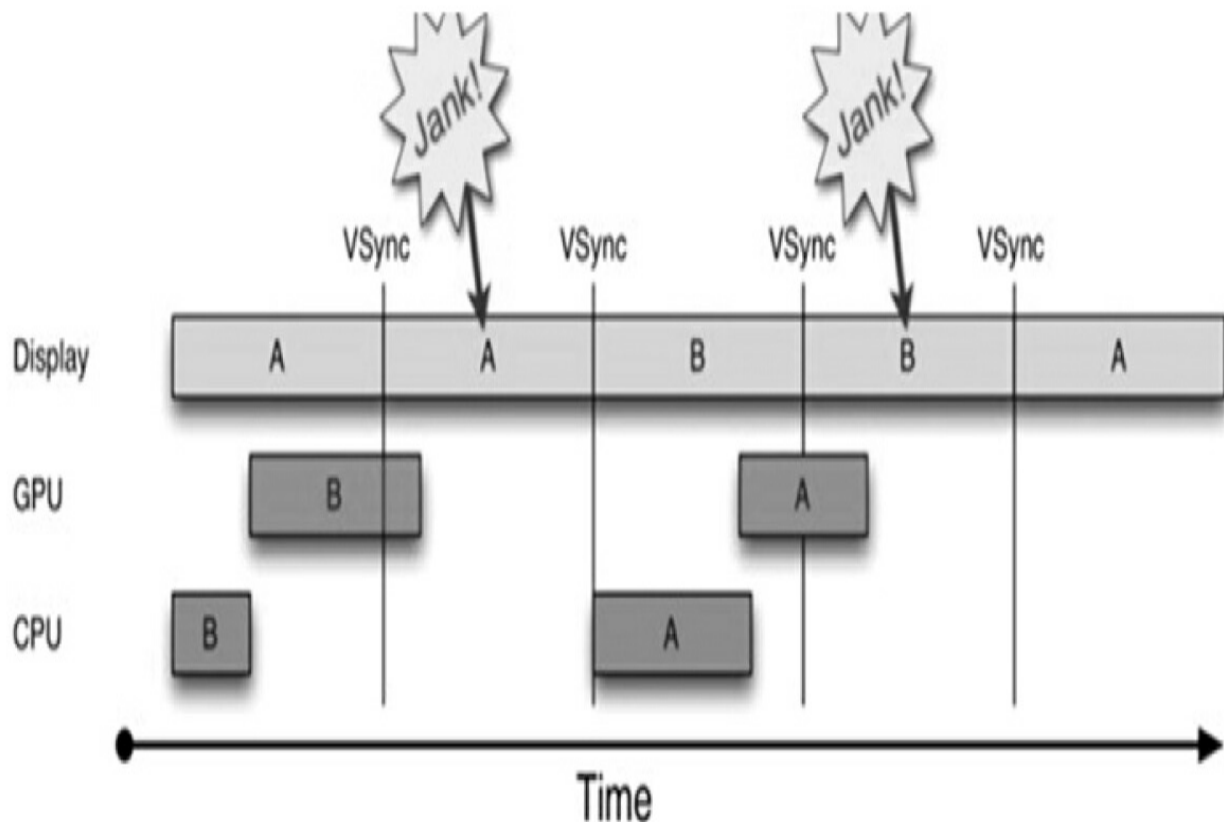 Jank!
Jank!
VSync
VSync
VSync
VSync
Display
A
A
B
B
A
GPU
B
A
CPU
B
A
Time